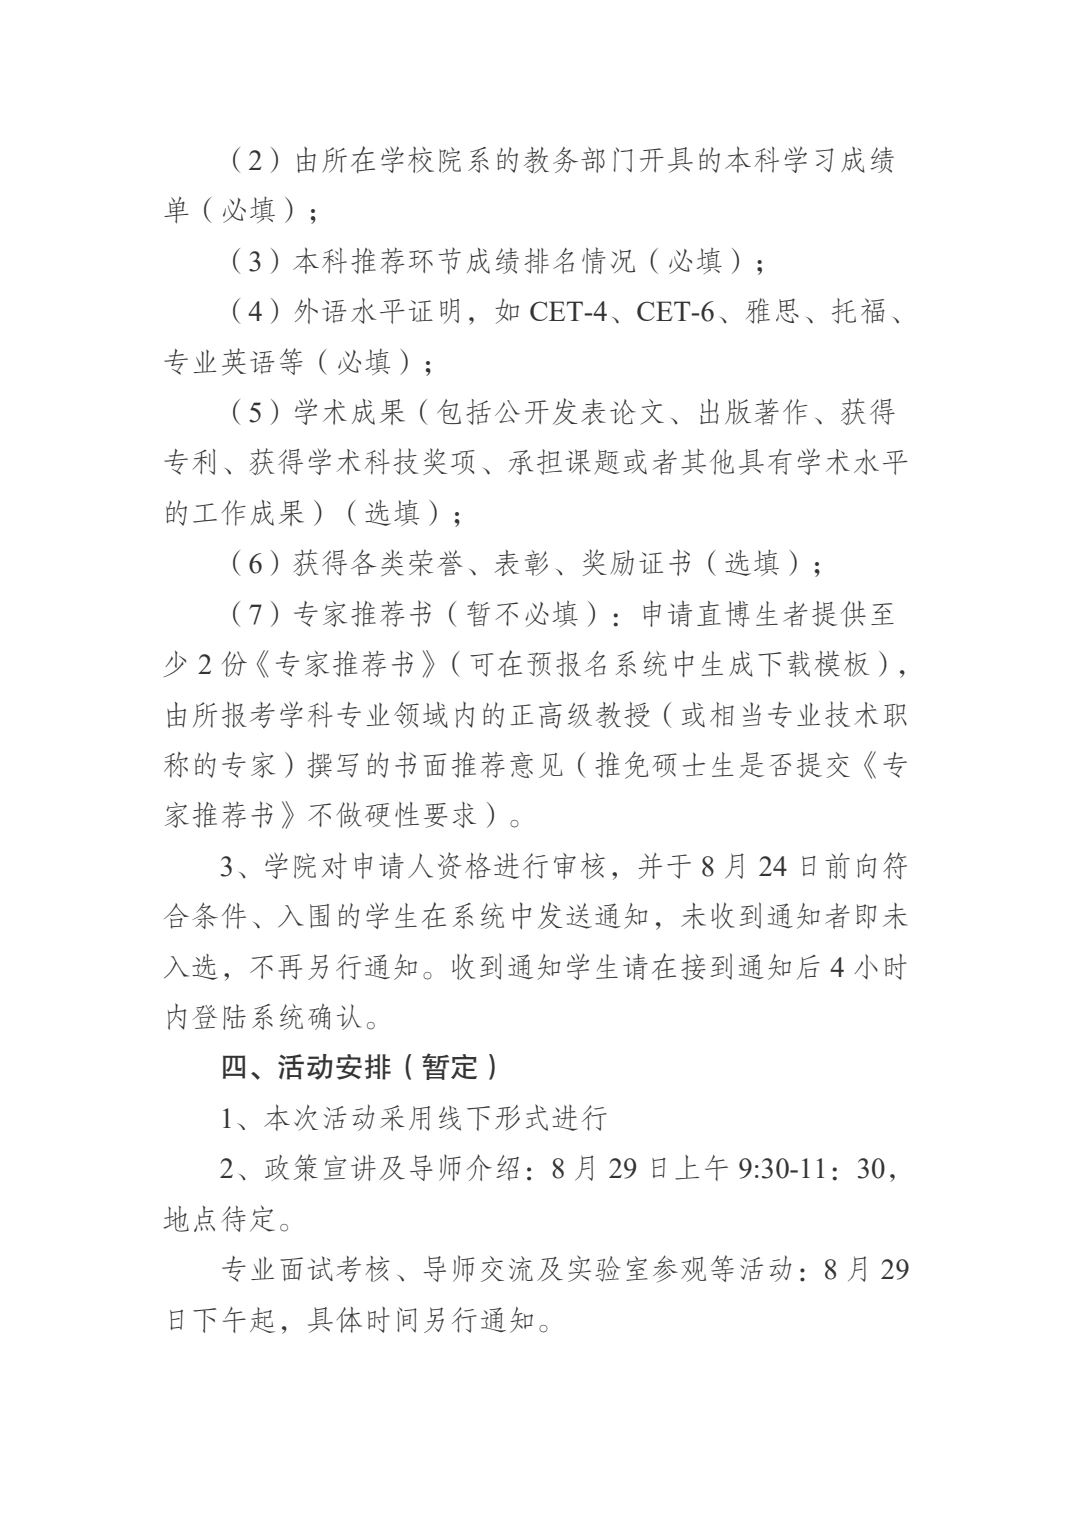 （2）由所在学校院系的教务部门开具的本科学习成绩
单（必填）；
（3）本科推荐环节成绩排名情况（必填）；
（4）外语水平证明，如 CET-4、CET-6、雅思、托福、
专业英语等（必填）；
（5）学术成果（包括公开发表论文、出版著作、获得
专利、获得学术科技奖项、承担课题或者其他具有学术水平
的工作成果）（选填）；
（6）获得各类荣誉、表彰、奖励证书（选填）；
（7）专家推荐书（暂不必填）：申请直博生者提供至
少 2 份《专家推荐书》（可在预报名系统中生成下载模板），
由所报考学科专业领域内的正高级教授（或相当专业技术职
称的专家）撰写的书面推荐意见（推免硕士生是否提交《专
家推荐书》不做硬性要求）。
3、学院对申请人资格进行审核，并于 8 月 24 日前向符
合条件、入围的学生在系统中发送通知，未收到通知者即未
入选，不再另行通知。收到通知学生请在接到通知后 4 小时
内登陆系统确认。
四、活动安排（暂定）
1、本次活动采用线下形式进行
2、政策宣讲及导师介绍：8 月 29 日上午 9:30-11：30，
地点待定。
专业面试考核、导师交流及实验室参观等活动：8 月 29
日下午起，具体时间另行通知。